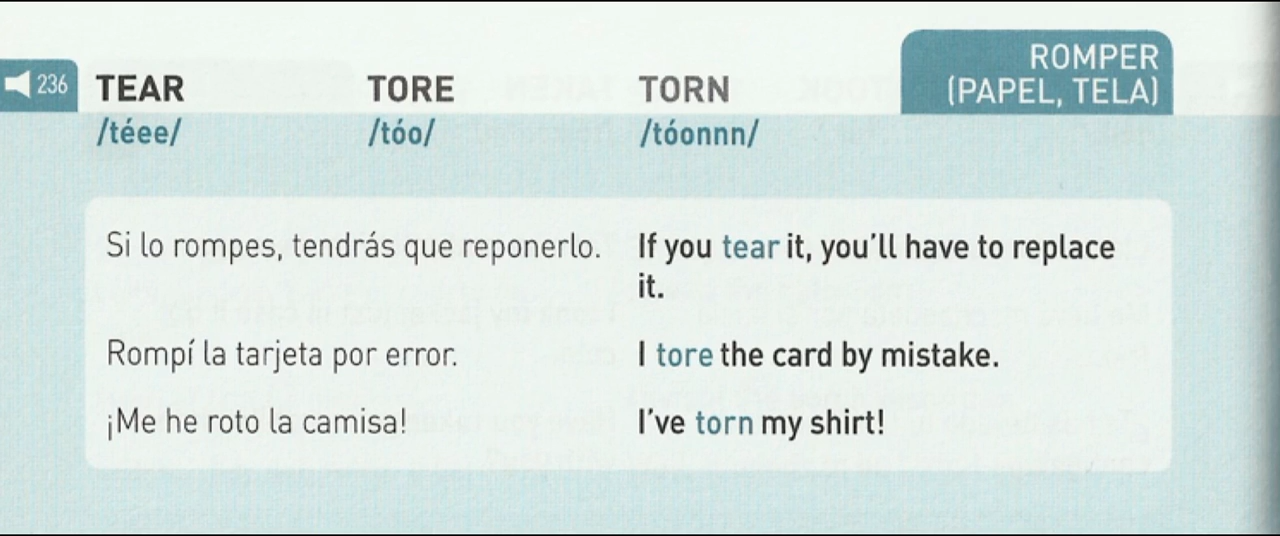 236 TEAR TORE TORN
ROMPER
(PAPEL, TELA)
/téee/ /tóo/ /tóonnn/
Si lo rompes, tendrás que reponerlo. If you tear it, you'll have to replace
it.
Rompí la tarjeta por error. I tore the card by mistake.
¡Me he roto la camisa! I've torn my shirt!